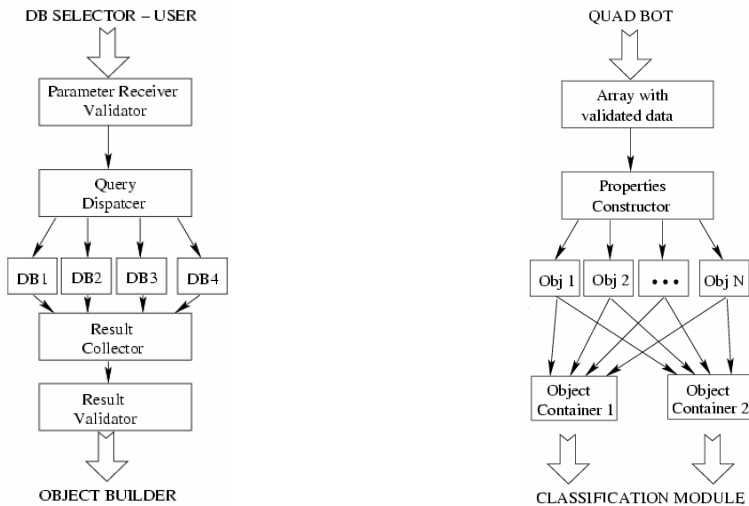 DB SELECTOR – USER
Parameter Receiver
Validator
Query
Dispatcer
DB1
DB2
DB3
DB4
Result
Collector
Result
Validator
OBJECT BUILDER
QUAD BOT
Array with
validated data
Properties
Constructor
Obj 1
Obj 2
•••
Obj N
Object
Container 1
Object
Container 2
CLASSIFICATION MODULE